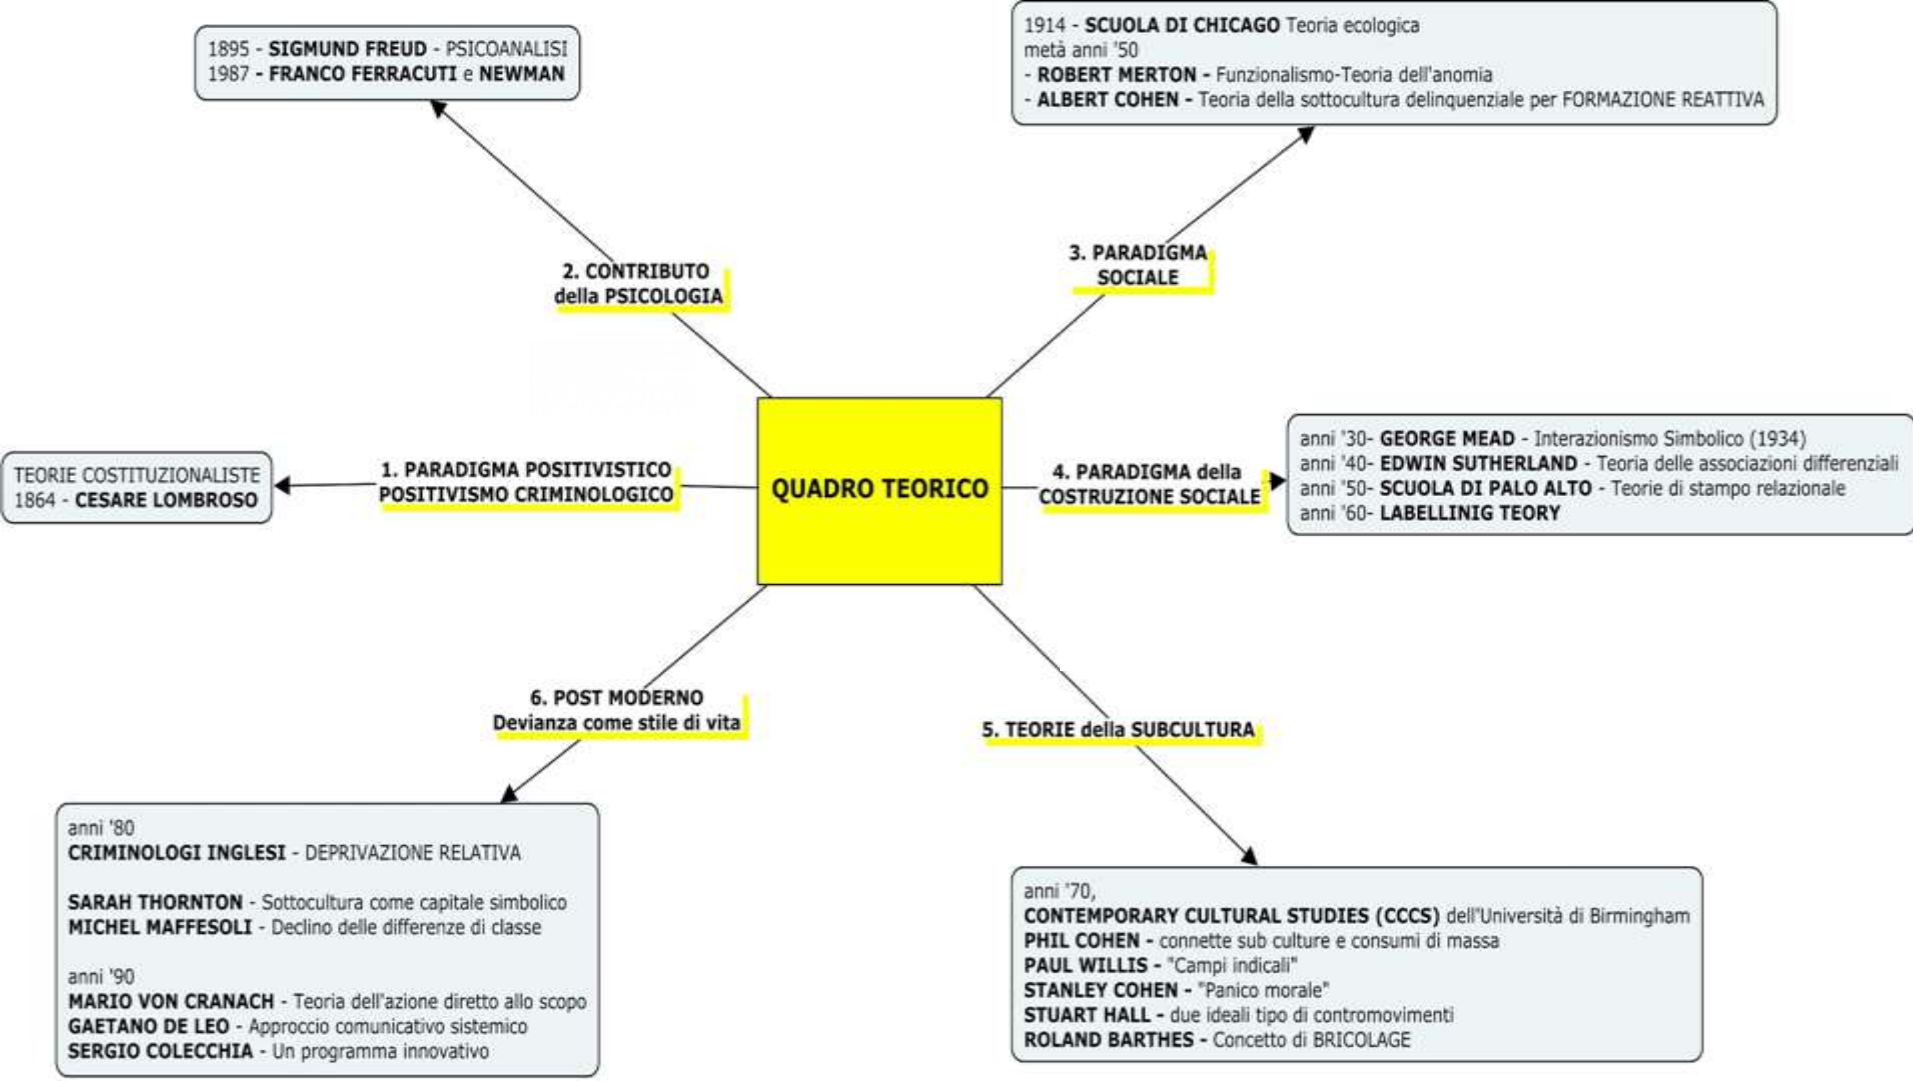 1895 - SIGMUND FREUD - PSICOANALISI
1987 - FRANCO FERRACUTI e NEWMAN
1914 - SCUOLA DI CHICAGO Teoria ecologica
metà anni '50
- ROBERT MERTON - Funzionalismo-Teoria dell'anomia
- ALBERT COHEN - Teoria della sottocultura delinquenziale per FORMAZIONE REATTIVA
2. CONTRIBUTO
della PSICOLOGIA
3. PARADIGMA
SOCIALE
TEORIE COSTITUZIONALISTE
1864 - CESARE LOMBROSO
1. PARADIGMA POSITIVISTICO
POSITIVISMO CRIMINOLOGICO
QUADRO TEORICO
4. PARADIGMA della
COSTRUZIONE SOCIALE
anni '30- GEORGE MEAD - Interazionismo Simbolico (1934)
anni '40- EDWIN SUTHERLAND - Teoria delle associazioni differenziali
anni '50- SCUOLA DI PALO ALTO - Teorie di stampo relazionale
anni '60- LABELLINIG TEORY
6. POST MODERNO
Devianza come stile di vita
5. TEORIE della SUBCULTURA
anni '80
CRIMINOLOGI INGLESI - DEPRIVAZIONE RELATIVA
SARAH THORNTON - Sottocultura come capitale simbolico
MICHEL MAFFESOLI - Declino delle differenze di classe
anni '90
MARIO VON CRANACH - Teoria dell'azione diretto allo scopo
GAETANO DE LEO - Approccio comunicativo sistemico
SERGIO COLECCHIA - Un programma innovativo
anni '70,
CONTEMPORARY CULTURAL STUDIES (CCCS) dell'Università di Birmingham
PHIL COHEN - connette sub culture e consumi di massa
PAUL WILLIS - "Campi indicali"
STANLEY COHEN - "Panico morale"
STUART HALL - due ideali tipo di contromovimenti
ROLAND BARTHES - Concetto di BRICOLAGE